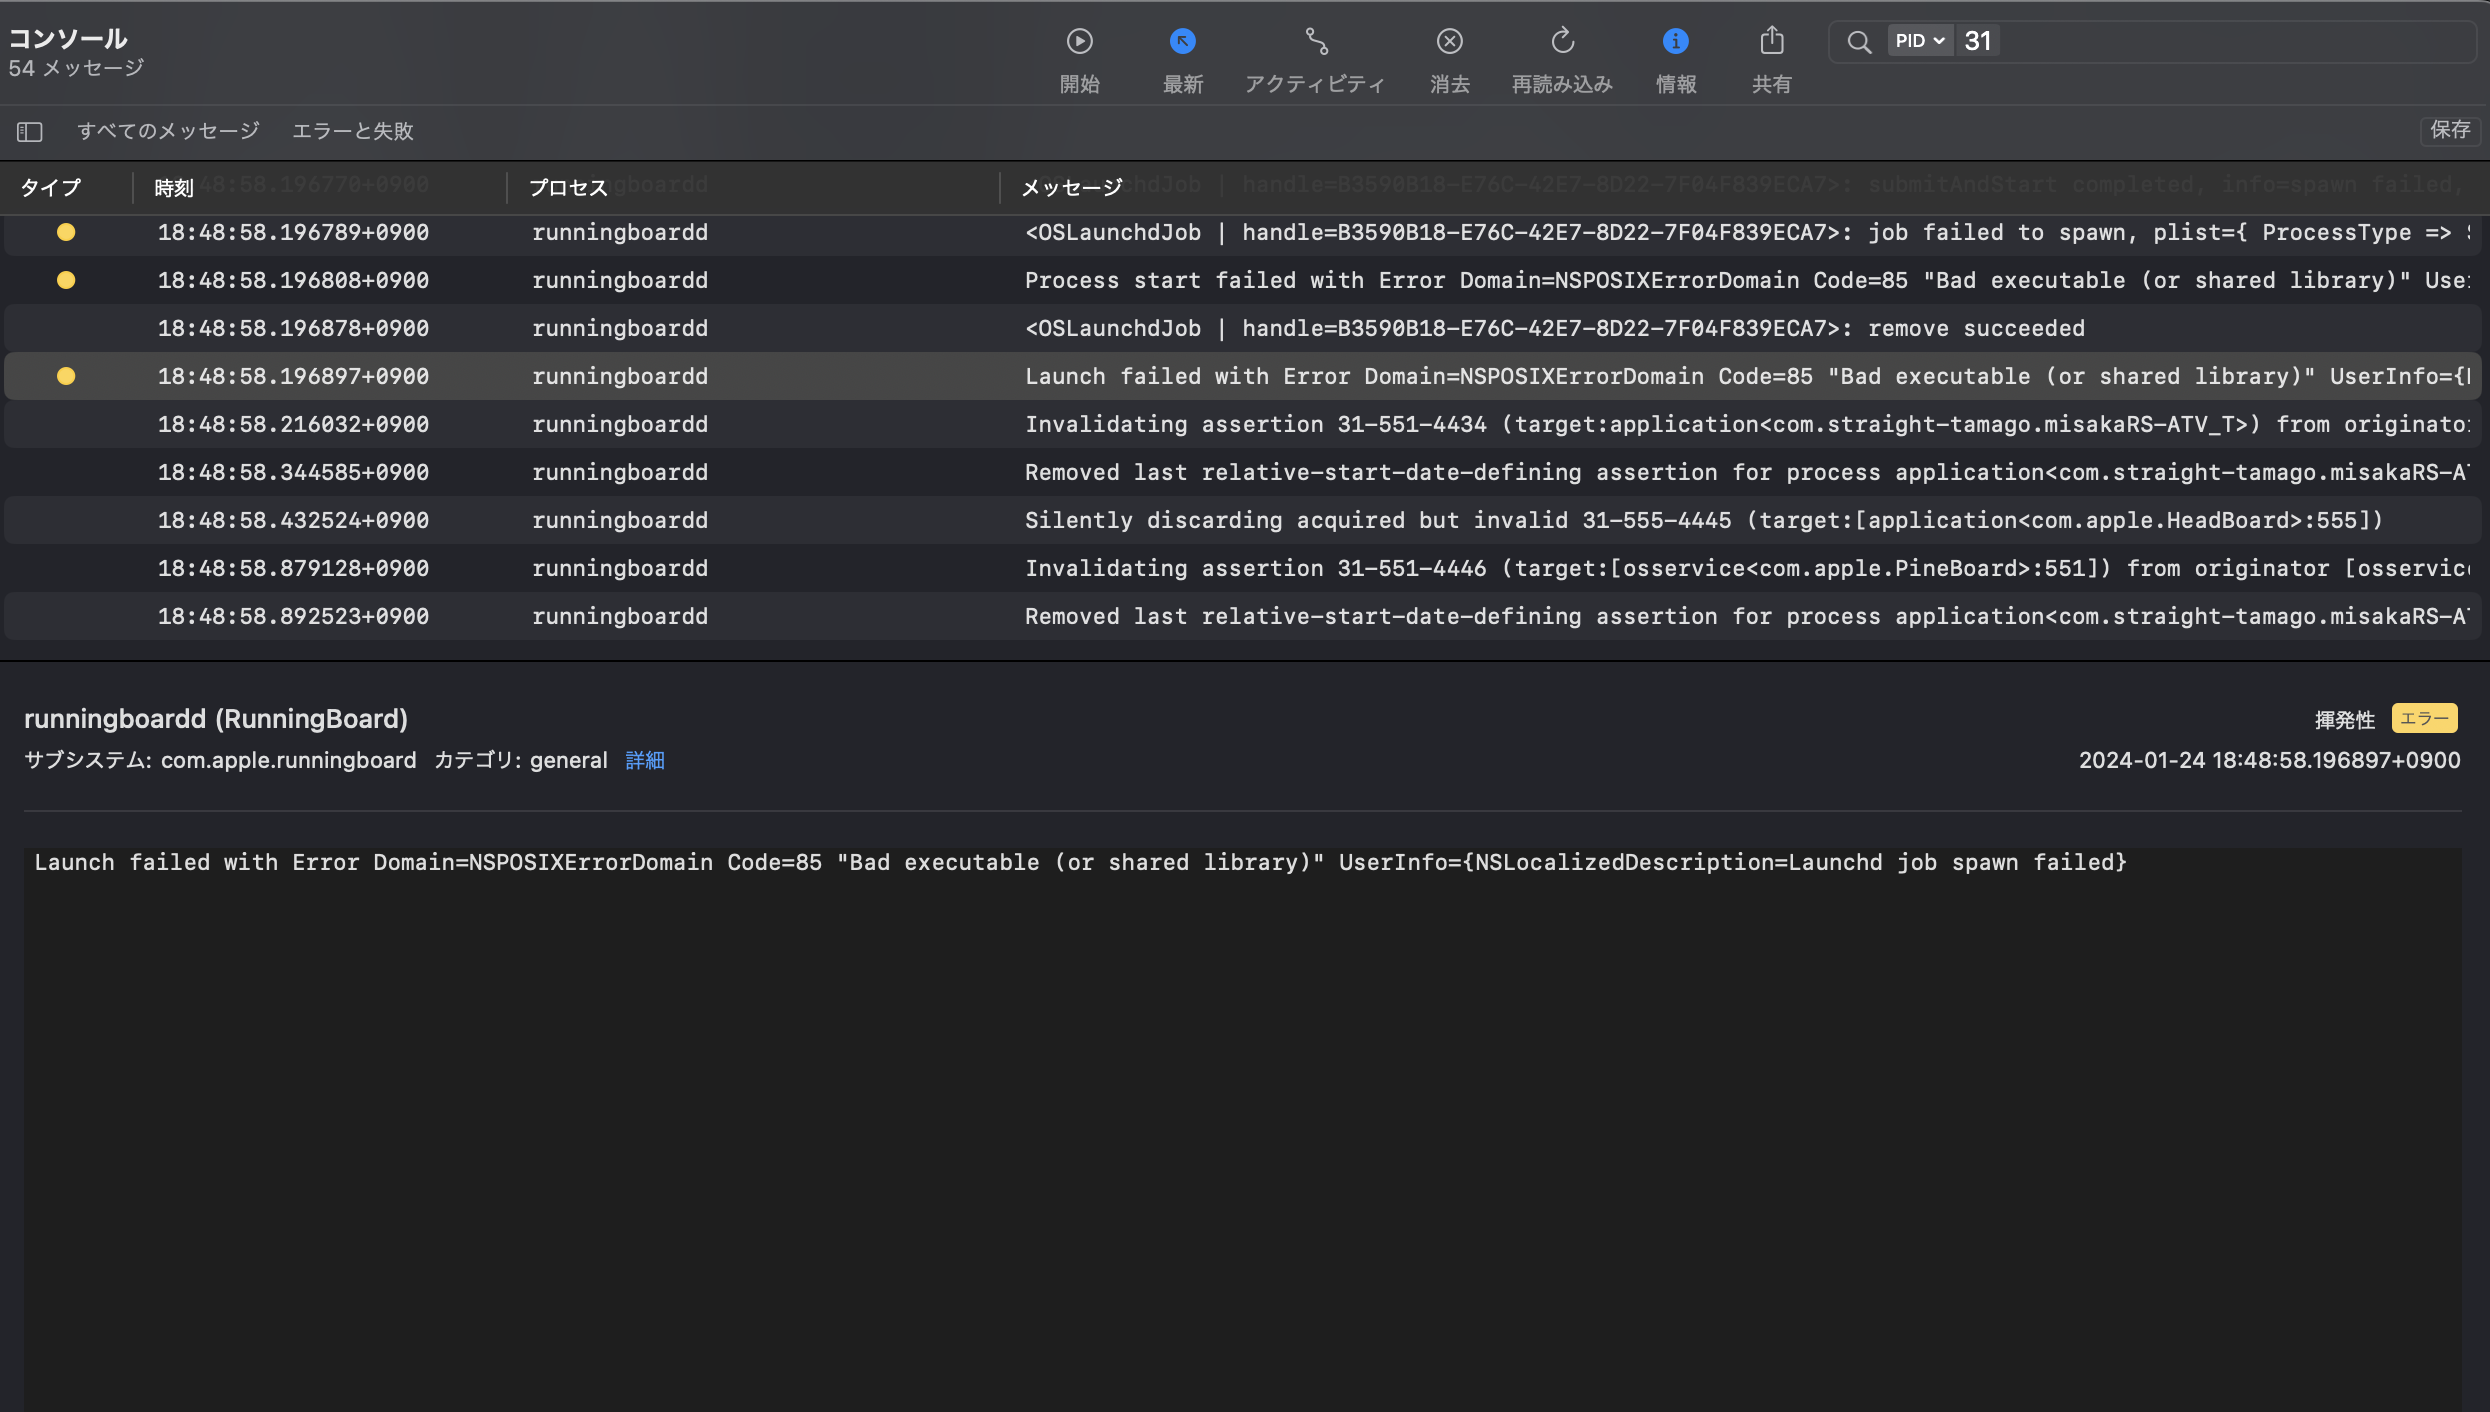 コンソール
54 メッセージ
開始
最新
アクティビティ
消去
再読み込み
情報
共有
PID 31
すべてのメッセージ エラーと失敗
保存
タイプ 時刻 プロセス メッセージ
48:58.196770+0900 handle=B3590B18-E76C-42E7-8D22-7F04F839ECA7>: submitAndStart completed, info=spawn failed,
18:48:58.196789+0900 runningboardd <OSLaunchdJob | handle=B3590B18-E76C-42E7-8D22-7F04F839ECA7>: job failed to spawn, plist={ ProcessType =>
18:48:58.196808+0900 runningboardd Process start failed with Error Domain=NSPOSIXErrorDomain Code=85 "Bad executable (or shared library)" Use
18:48:58.196878+0900 runningboardd <OSLaunchdJob | handle=B3590B18-E76C-42E7-8D22-7F04F839ECA7>: remove succeeded
18:48:58.196897+0900 runningboardd Launch failed with Error Domain=NSPOSIXErrorDomain Code=85 "Bad executable (or shared library)" UserInfo={
18:48:58.216032+0900 runningboardd Invalidating assertion 31-551-4434 (target:application<com.straight-tamago.misakaRS-ATV_T>) from originato
18:48:58.344585+0900 runningboardd Removed last relative-start-date-defining assertion for process application<com.straight-tamago.misakaRS-A
18:48:58.432524+0900 runningboardd Silently discarding acquired but invalid 31-555-4445 (target:[application<com.apple.HeadBoard>:555])
18:48:58.879128+0900 runningboardd Invalidating assertion 31-551-4446 (target:[osservice<com.apple.PineBoard>:551]) from originator [osservic
18:48:58.892523+0900 runningboardd Removed last relative-start-date-defining assertion for process application<com.straight-tamago.misakaRS-A
runningboardd (RunningBoard)
揮発性 エラー
サブシステム: com.apple.runningboard カテゴリ: general 詳細
2024-01-24 18:48:58.196897+0900
Launch failed with Error Domain=NSPOSIXErrorDomain Code=85 "Bad executable (or shared library)" UserInfo={NSLocalizedDescription=Launchd job spawn failed}